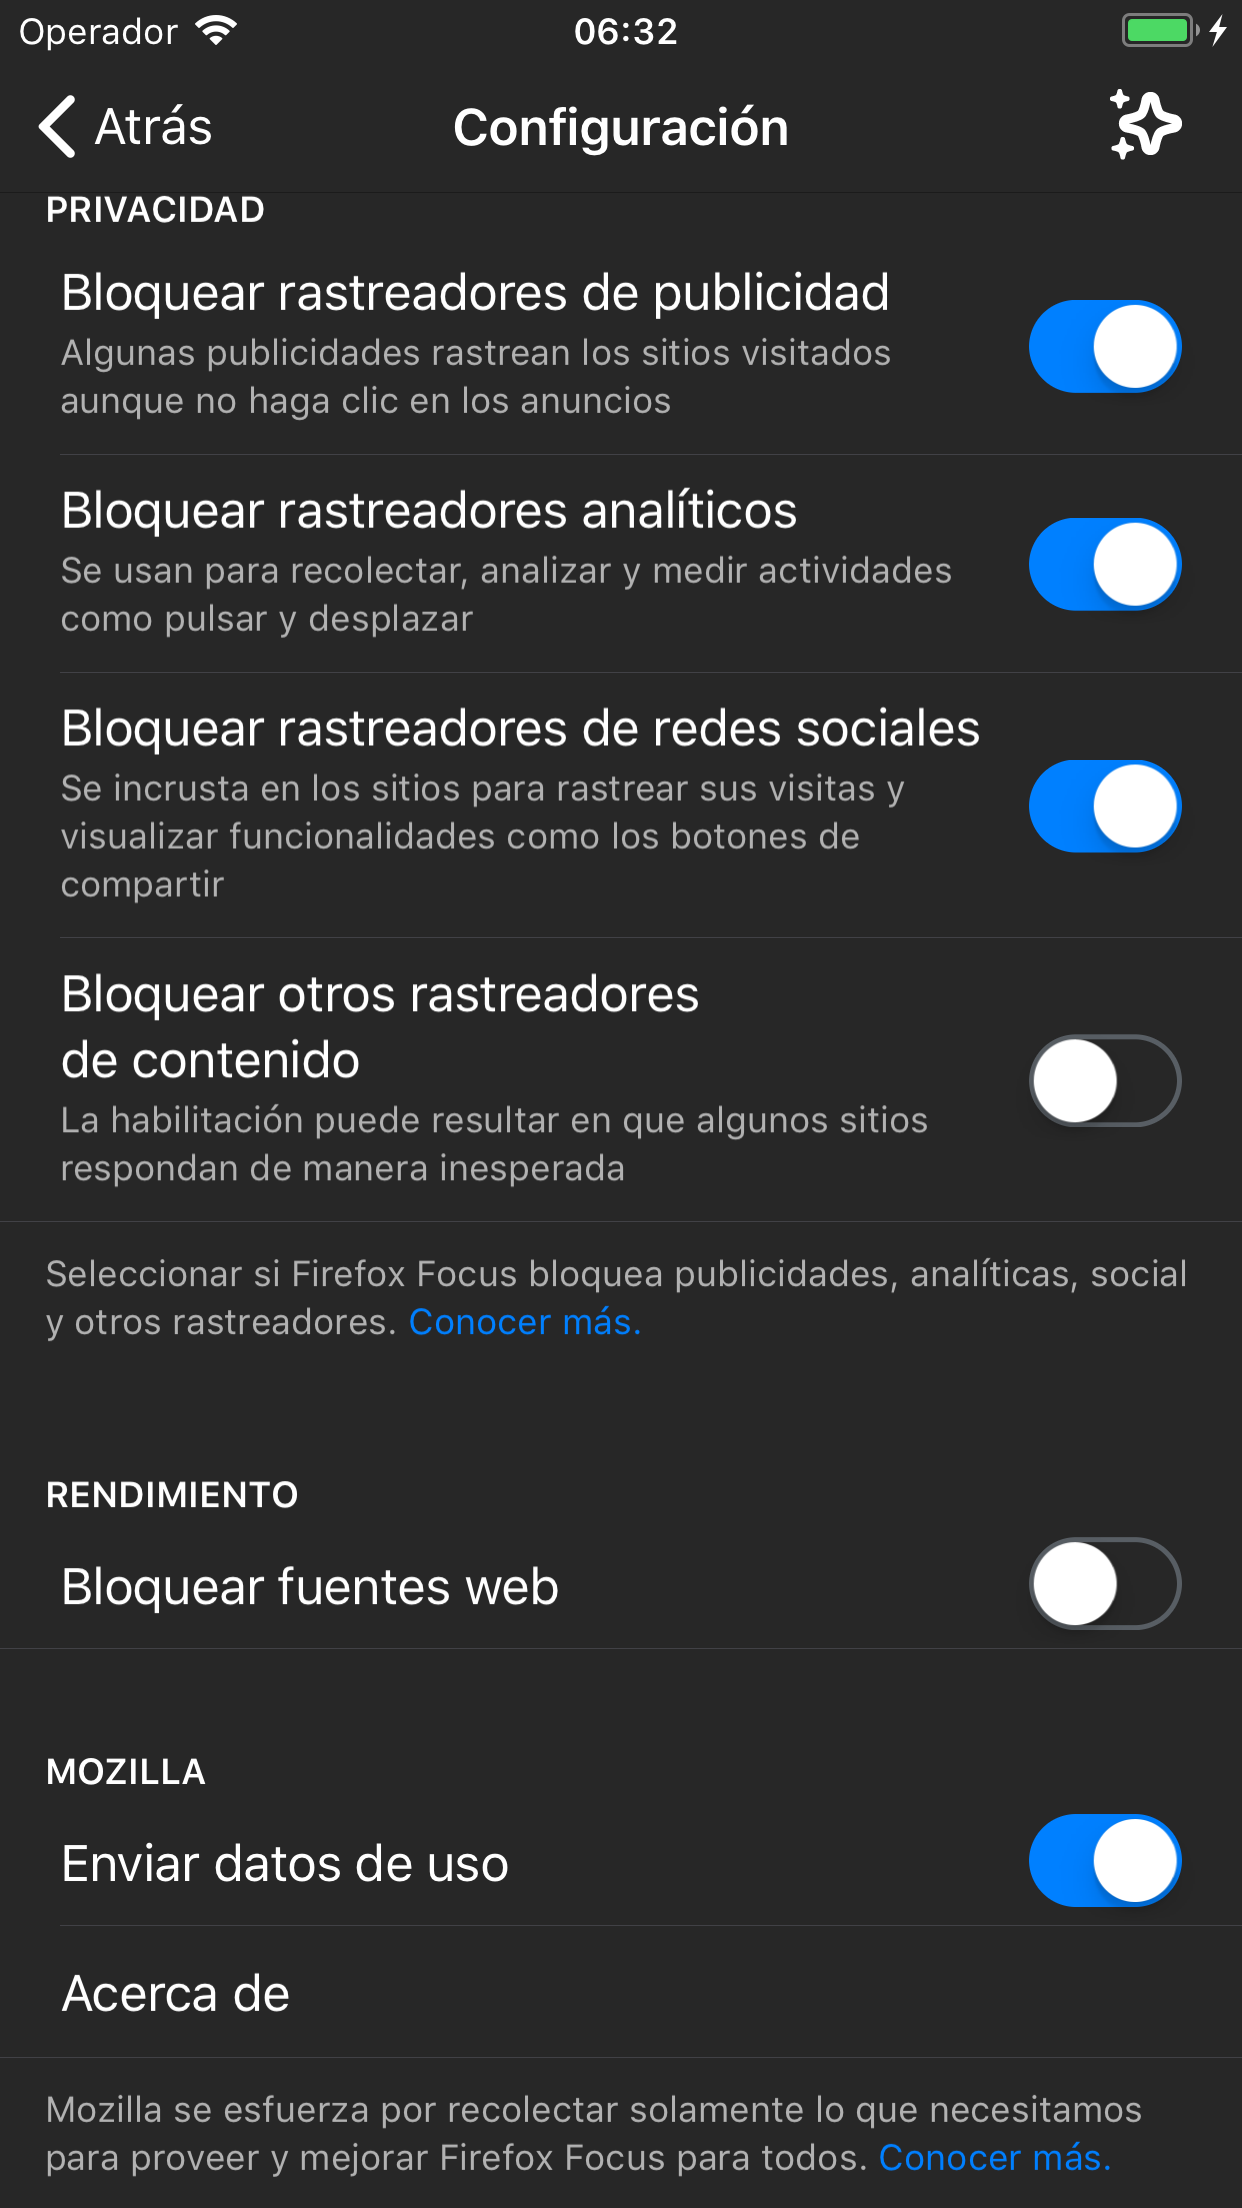 Operador
06:32
Atrás
Configuración
PRIVACIDAD
Bloquear rastreadores de publicidad
Algunas publicidades rastrean los sitios visitados
aunque no haga clic en los anuncios
Bloquear rastreadores analíticos
Se usan para recolectar, analizar y medir actividades
como pulsar y desplazar
Bloquear rastreadores de redes sociales
Se incrusta en los sitios para rastrear sus visitas y
visualizar funcionalidades como los botones de
compartir
Bloquear otros rastreadores
de contenido
La habilitación puede resultar en que algunos sitios
respondan de manera inesperada
Seleccionar si Firefox Focus bloquea publicidades, analíticas, social
y otros rastreadores. Conocer más.
RENDIMIENTO
Bloquear fuentes web
MOZILLA
Enviar datos de uso
Acerca de
Mozilla se esfuerza por recolectar solamente lo que necesitamos
para proveer y mejorar Firefox Focus para todos. Conocer más.